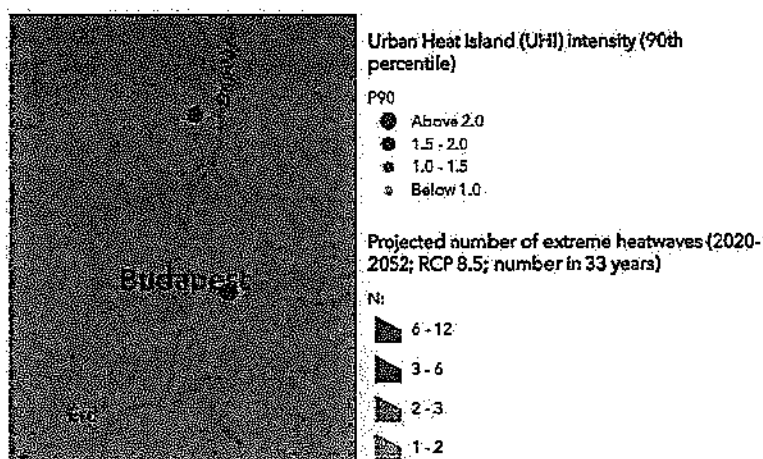 Urban Heat Island (UHI) intensity (90th
percentile)
P90
Above 2.0
1.5 - 2.0
1.0 - 1.5
Below 1.0
Projected number of extreme heatwaves (2020-
2052; RCP 8.5; number in 33 years)
N:
6 - 12
3 - 6
2 - 3
1 - 2
Budapest
Érd